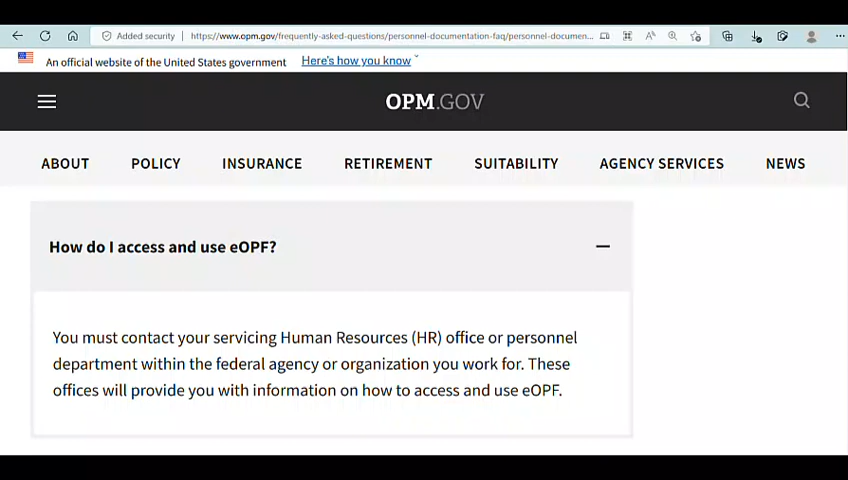 Added security
https://www.opm.gov/frequently-asked-questions/personnel-documentation-faq/personnel-documen...
An official website of the United States government Here's how you know
OPM.GOV
ABOUT POLICY INSURANCE RETIREMENT SUITABILITY AGENCY SERVICES NEWS
How do I access and use eOPF?
You must contact your servicing Human Resources (HR) office or personnel
department within the federal agency or organization you work for. These
offices will provide you with information on how to access and use eOPF.